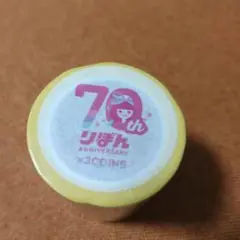 70th
りぼん
ANNIVERSARY
×3COINS